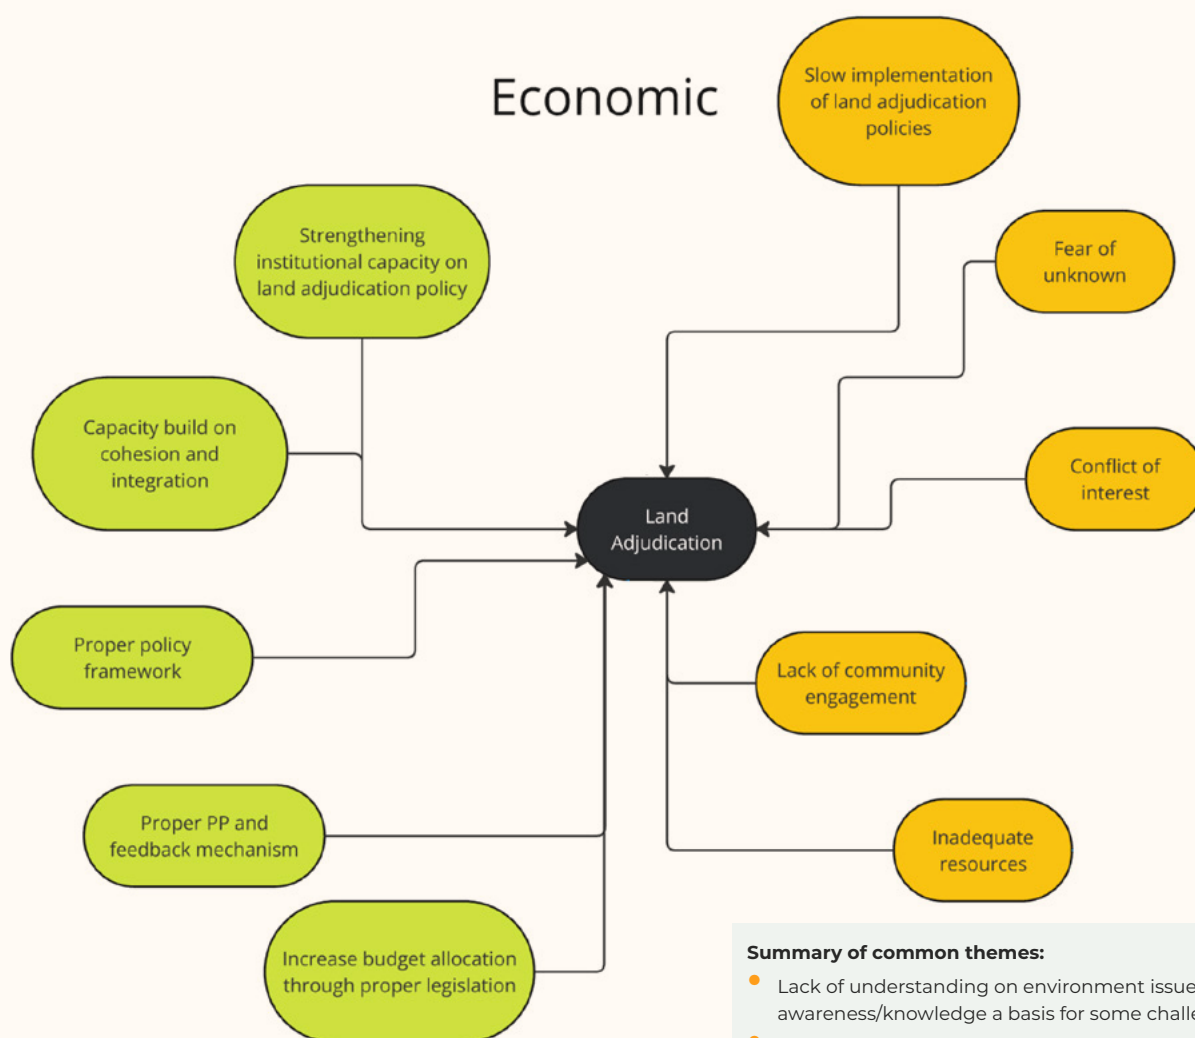 Economic
Slow implementation
of land adjudication
policies
Strengthening
institutional capacity on
land adjudication policy
Fear of
unknown
Capacity build on
cohesion and
integration
Conflict of
interest
Land
Adjudication
Proper policy
framework
Lack of community
engagement
Proper PP and
feedback mechanism
Inadequate
resources
Increase budget allocation
through proper legislation
Summary of common themes:
Lack of understanding on environment issue
awareness/knowledge a basis for some